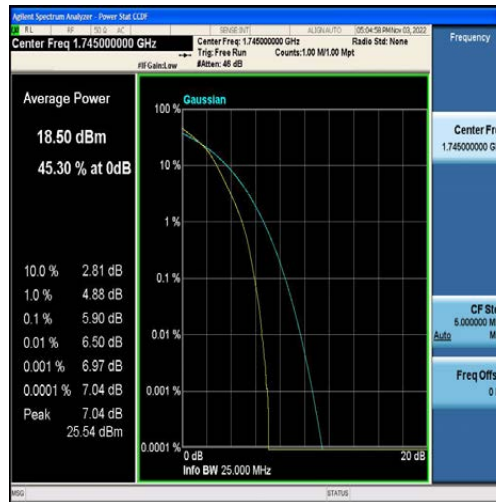 Agilent Spectrum Analyzer - Power Stat CCDF
RL RF 50 Ω AC SENSE:INT ALIGN AUTO 05:04:58 PM Nov 03, 2022
Center Freq 1.745000000 GHz
Center Freq: 1.745000000 GHz Radio Std: None
Trig: Free Run Counts:1.00 M/1.00 Mpt
#IFGain:Low #Atten: 46 dB
Frequency
Average Power
18.50 dBm
45.30 % at 0dB
10.0 % 2.81 dB
1.0 % 4.88 dB
0.1 % 5.90 dB
0.01 % 6.50 dB
0.001 % 6.97 dB
0.0001 % 7.04 dB
Peak 7.04 dB
25.54 dBm
Gaussian
100 %
10 %
1 %
0.1 %
0.01 %
0.001 %
0.0001 %
0 dB 20 dB
Info BW 25.000 MHz
Center Fr
1.745000000 G
CF Ste
5.000000 M
Auto M
Freq Offs
0
MSG STATUS